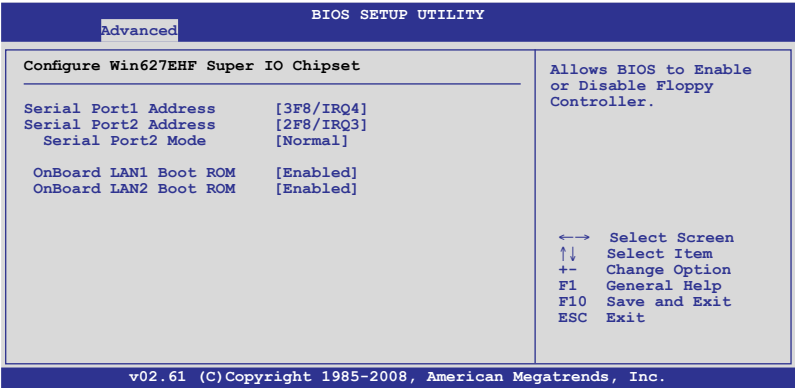 BIOS SETUP UTILITY
Advanced
Configure Win627EHF Super IO Chipset
Serial Port1 Address [3F8/IRQ4]
Serial Port2 Address [2F8/IRQ3]
Serial Port2 Mode [Normal]
OnBoard LAN1 Boot ROM [Enabled]
OnBoard LAN2 Boot ROM [Enabled]
Allows BIOS to Enable
or Disable Floppy
Controller.
←→ Select Screen
↑↓ Select Item
+- Change Option
F1 General Help
F10 Save and Exit
ESC Exit
v02.61 (C)Copyright 1985-2008, American Megatrends, Inc.